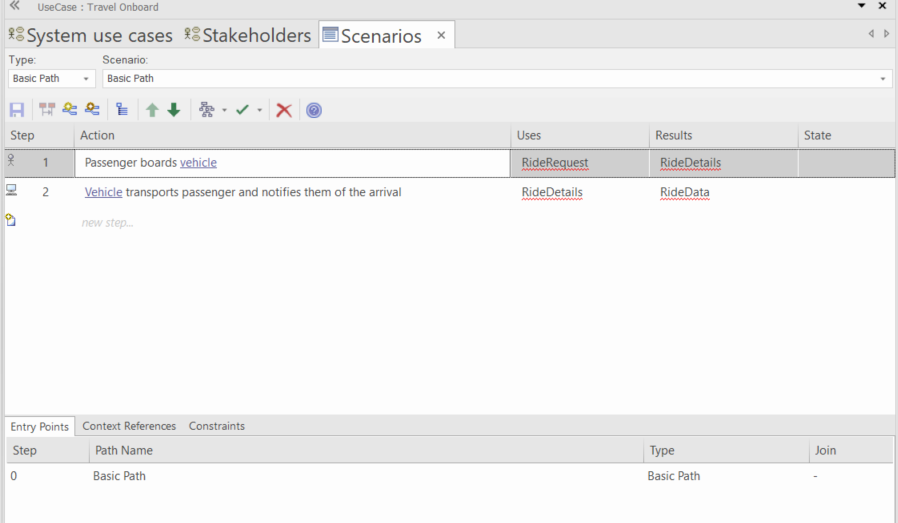 UseCase : Travel Onboard
System use cases Stakeholders Scenarios
Type: Scenario:
Basic Path Basic Path
Step Action Uses Results State
1 Passenger boards vehicle RideRequest RideDetails
2 Vehicle transports passenger and notifies them of the arrival RideDetails RideData
new step...
Entry Points Context References Constraints
Step Path Name Type Join
0 Basic Path Basic Path -